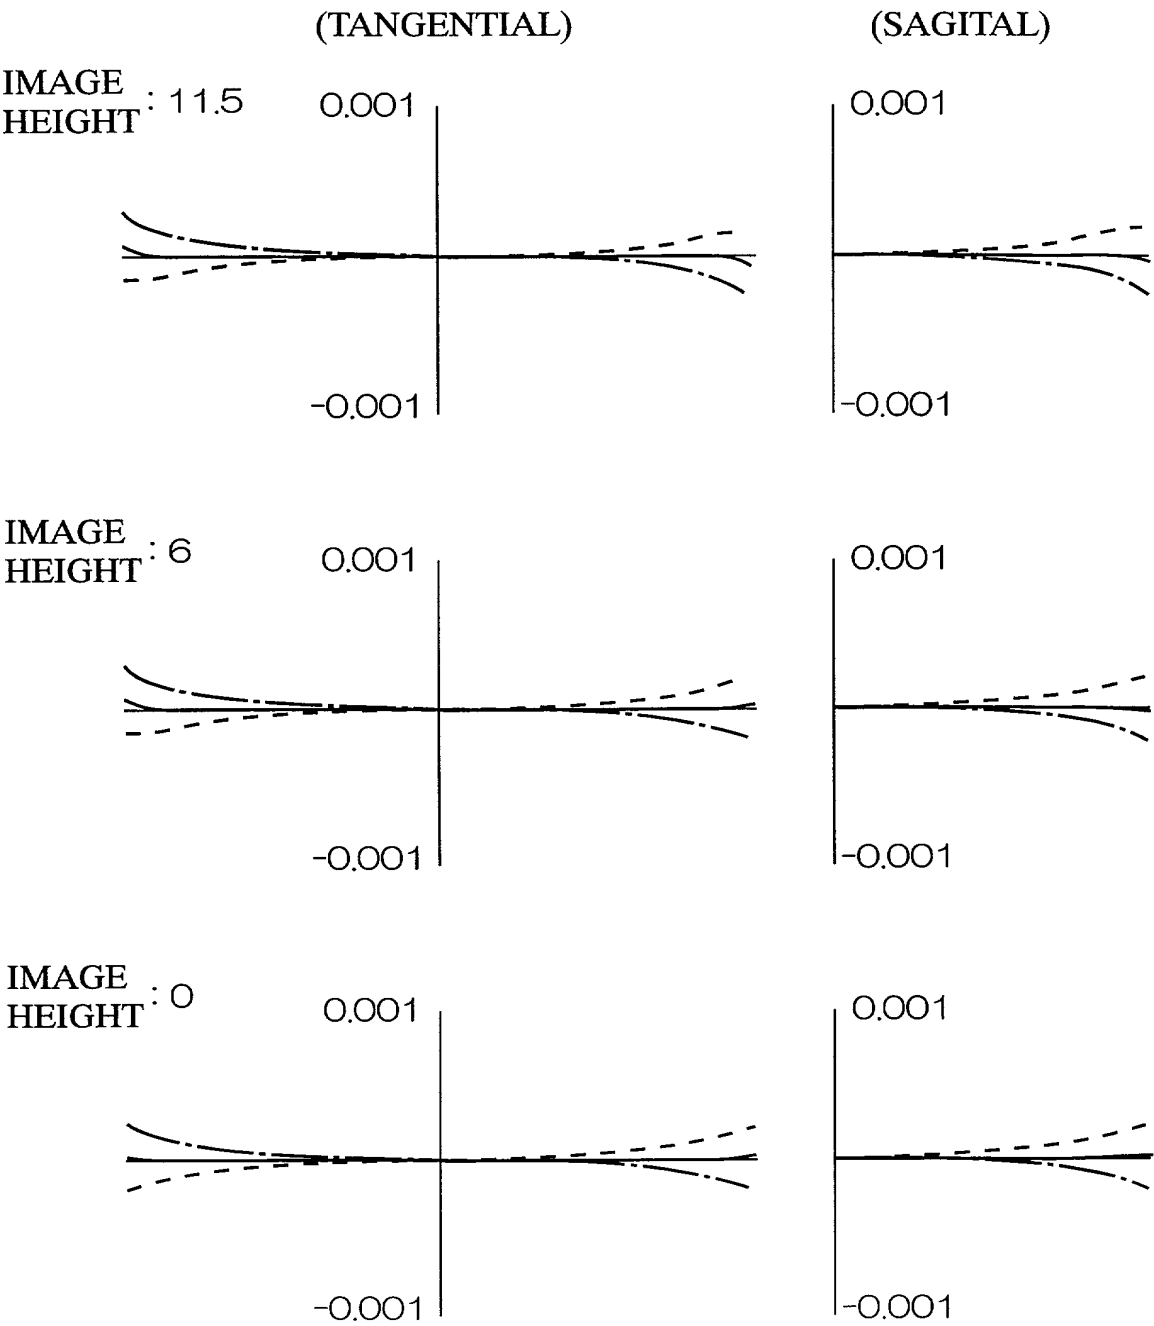 (TANGENTIAL) (SAGITAL)
IMAGE HEIGHT : 11.5
0.001 0.001
-0.001 -0.001
IMAGE HEIGHT : 6
0.001 0.001
-0.001 -0.001
IMAGE HEIGHT : 0
0.001 0.001
-0.001 -0.001